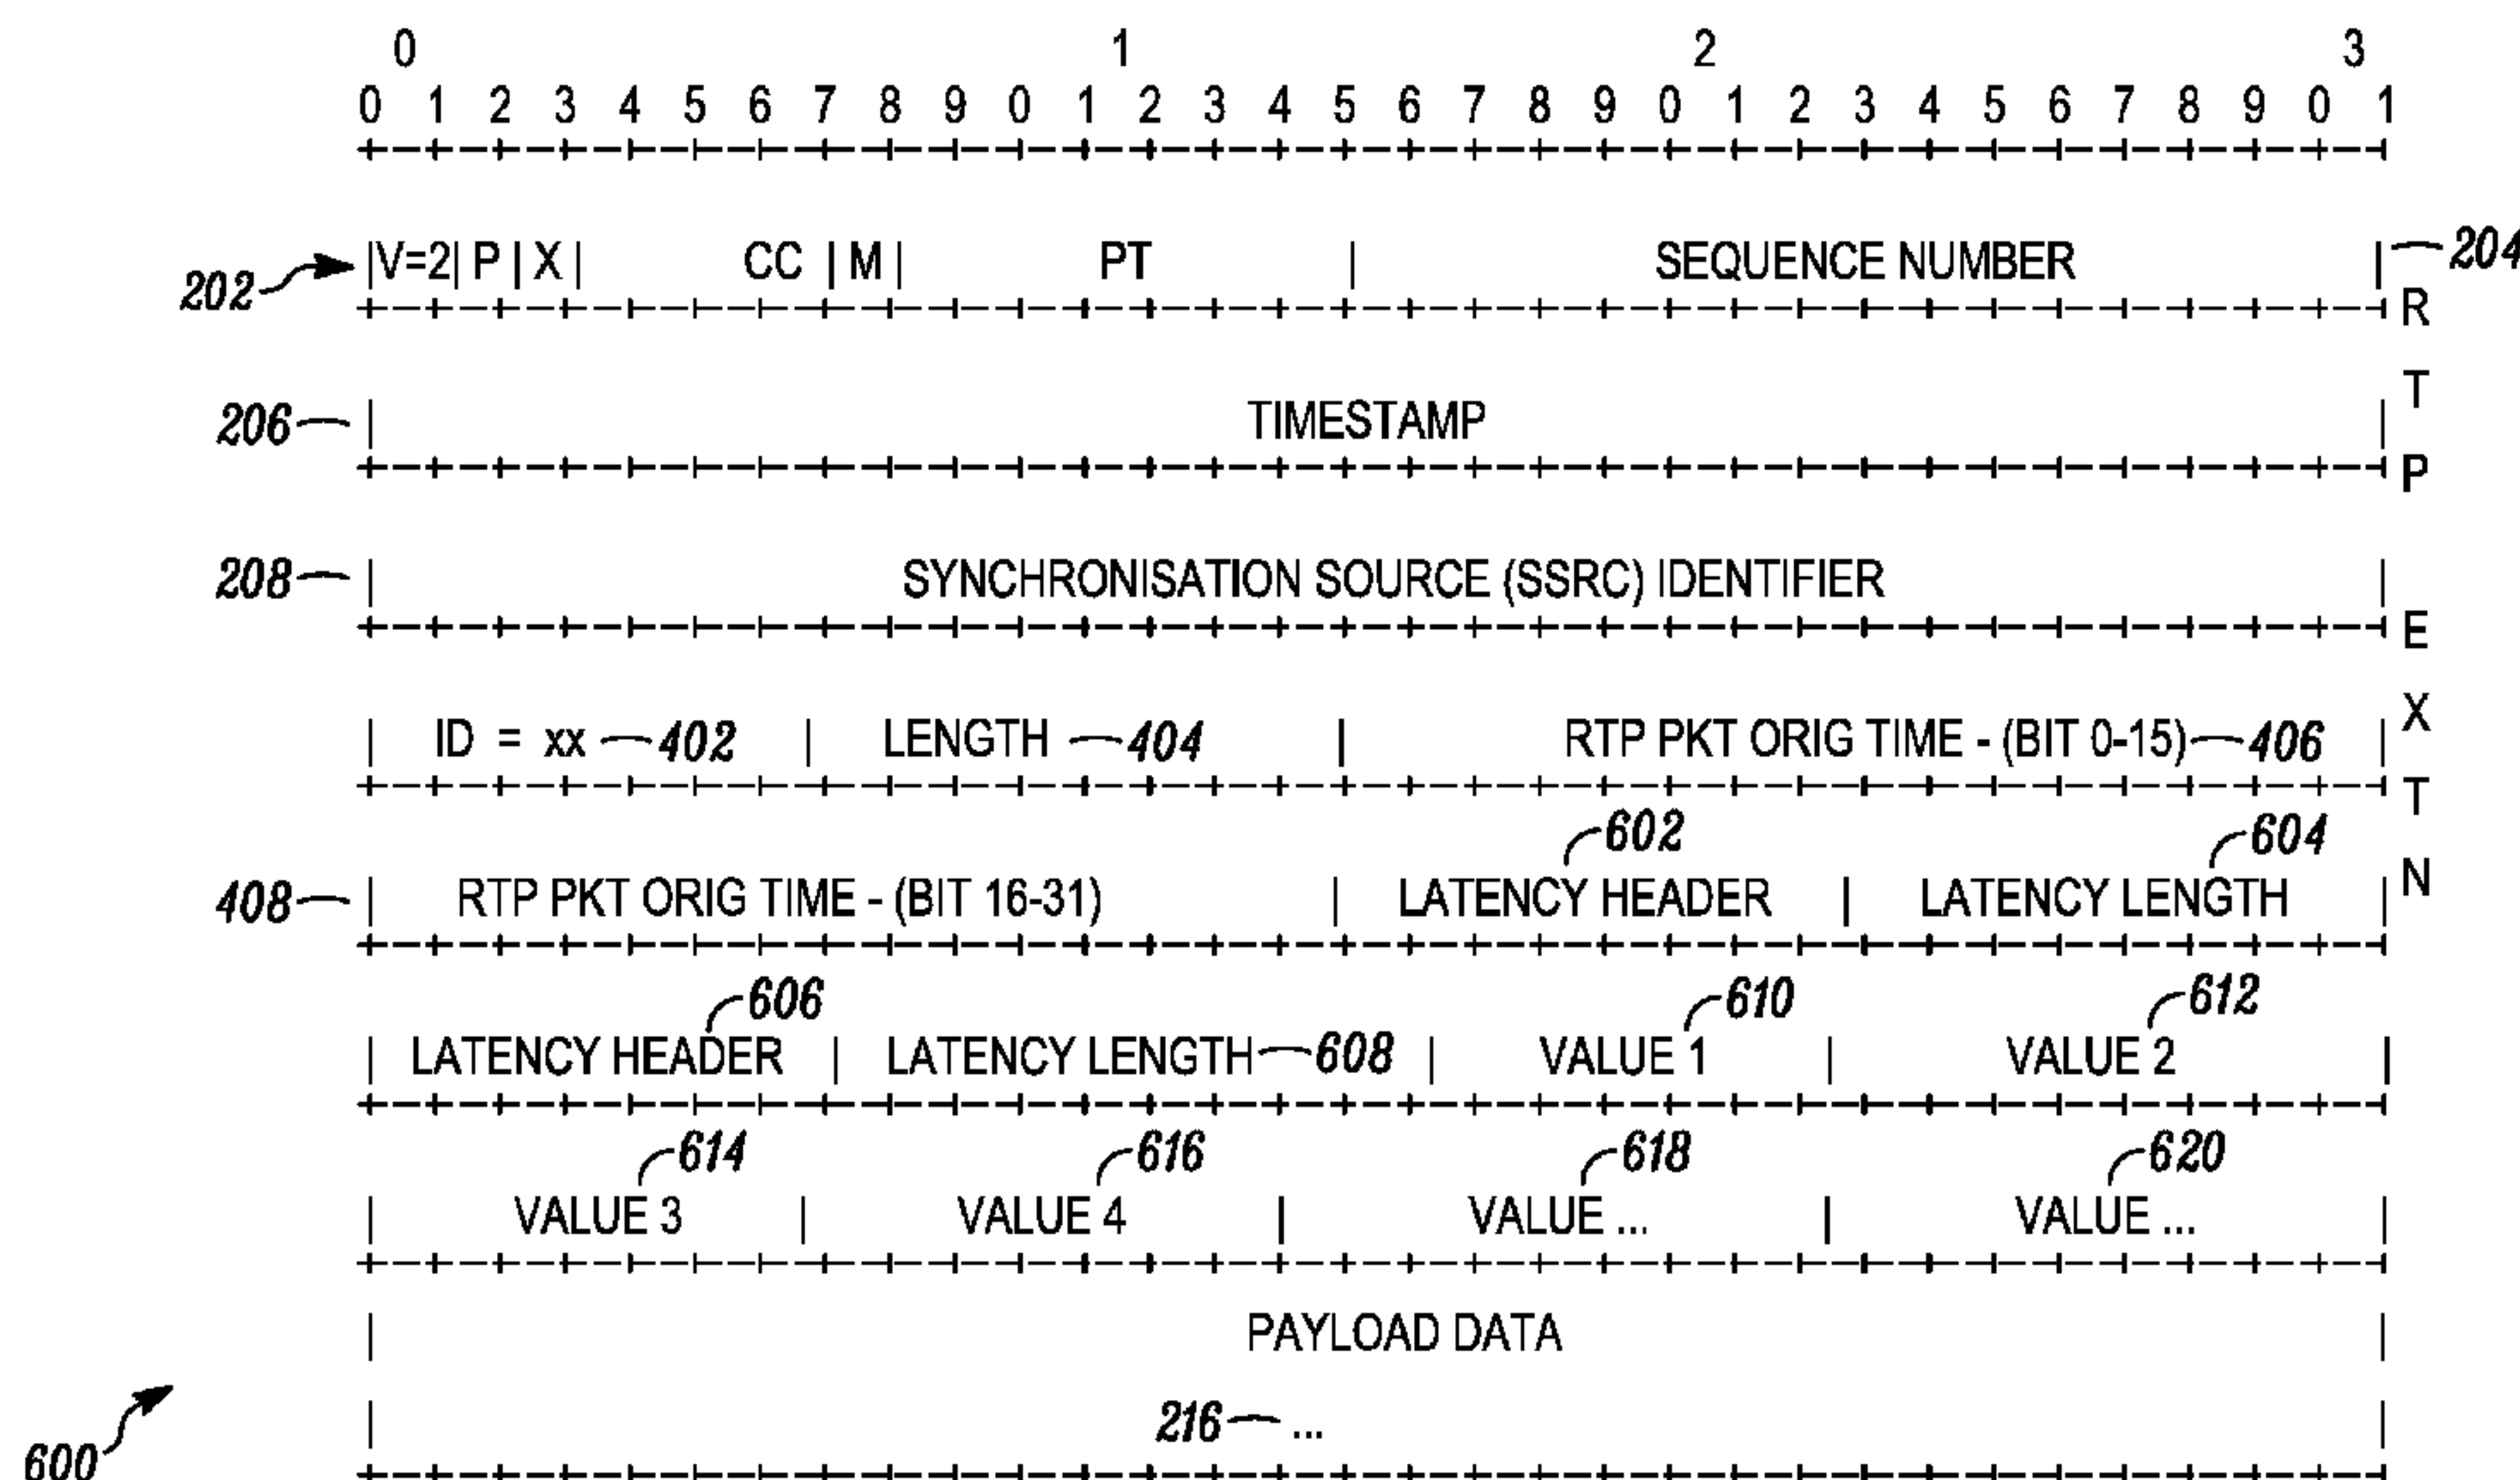 0 1 2 3
0 1 2 3 4 5 6 7 8 9 0 1 2 3 4 5 6 7 8 9 0 1 2 3 4 5 6 7 8 9 0 1
202 |V=2| P | X | CC | M | PT | SEQUENCE NUMBER | 204
R
T
206 | TIMESTAMP |
P
208 | SYNCHRONISATION SOURCE (SSRC) IDENTIFIER |
E
X
| ID = xx 402 | LENGTH 404 | RTP PKT ORIG TIME - (BIT 0-15) 406 |
T
602 604
N
408 | RTP PKT ORIG TIME - (BIT 16-31) | LATENCY HEADER | LATENCY LENGTH |
606 610 612
| LATENCY HEADER | LATENCY LENGTH 608 | VALUE 1 | VALUE 2 |
614 616 618 620
| VALUE 3 | VALUE 4 | VALUE ... | VALUE ... |
| PAYLOAD DATA |
| 216 ... |
600